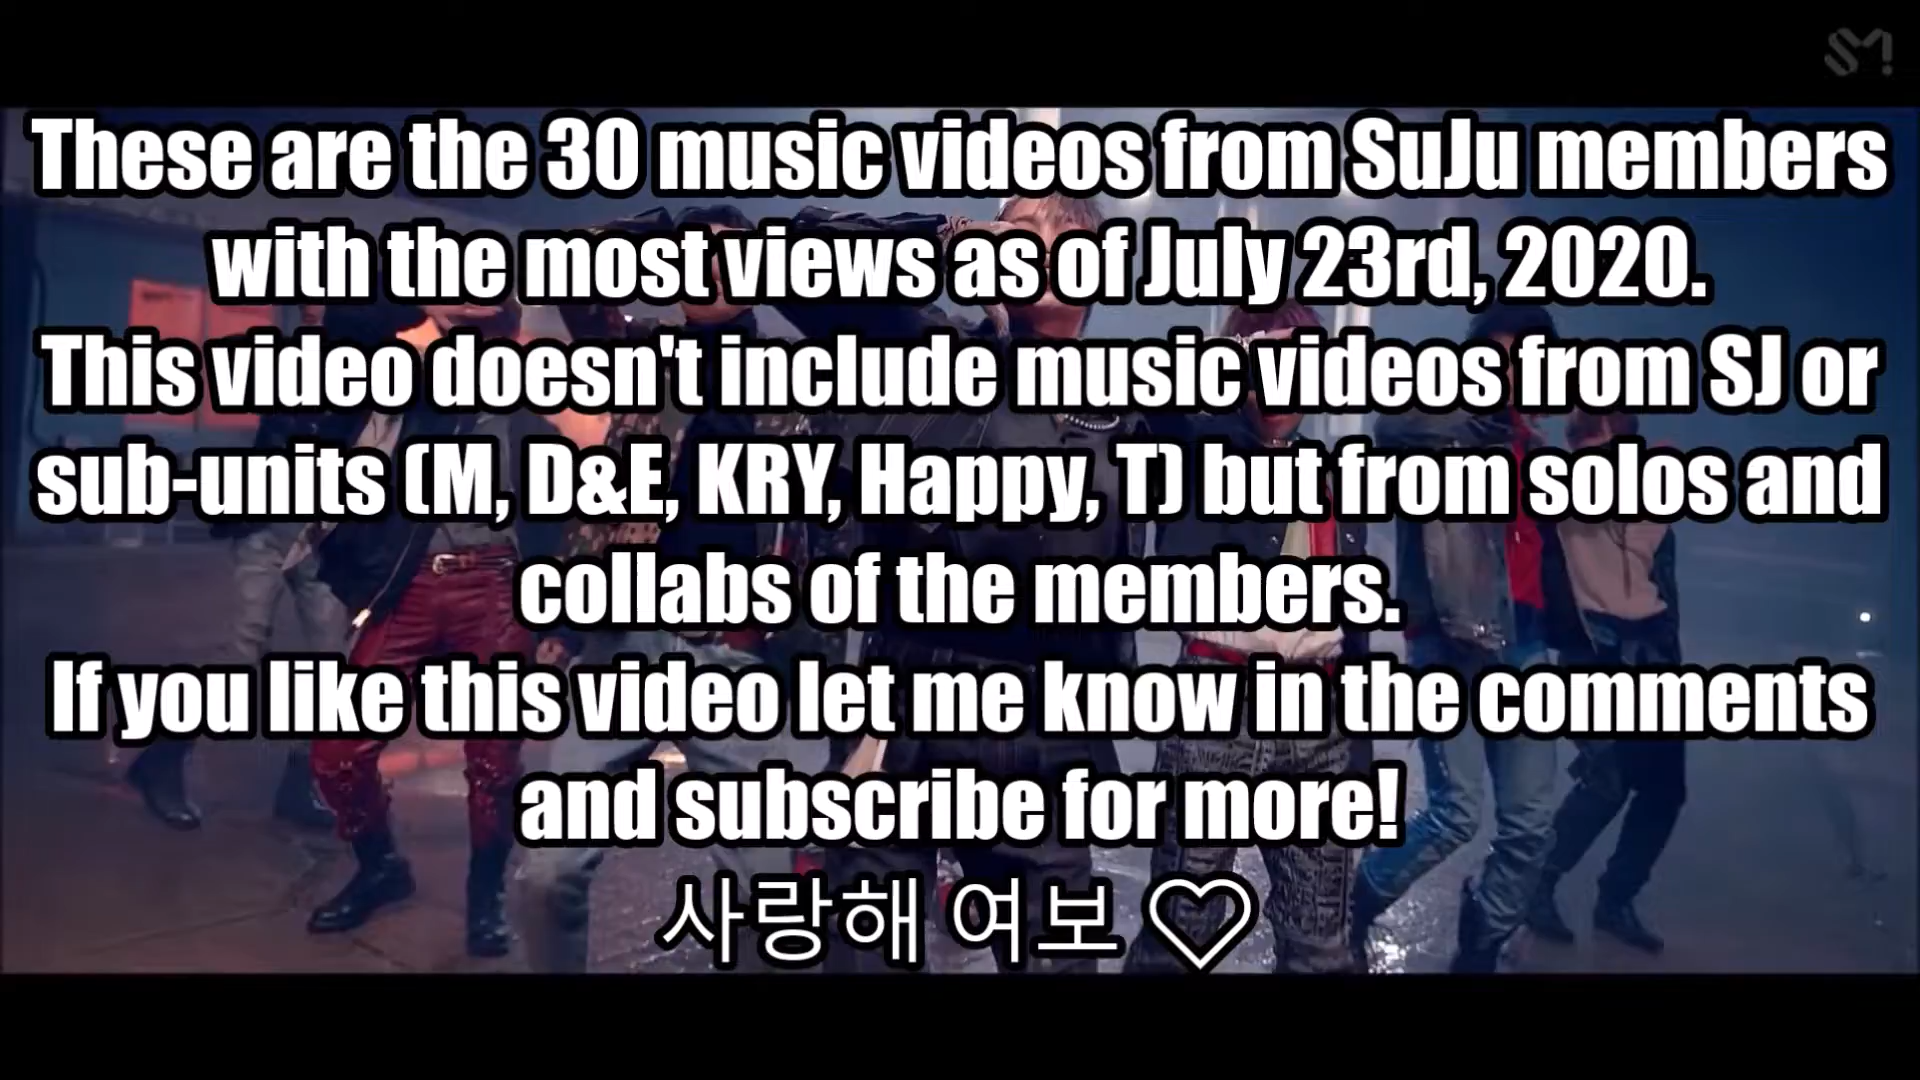 SM!
These are the 30 music videos from SuJu members
with the most views as of July 23rd, 2020.
This video doesn't include music videos from SJ or
sub-units (M, D&E, KRY, Happy, T) but from solos and
collabs of the members.
If you like this video let me know in the comments
and subscribe for more!
사랑해 여보 ♡